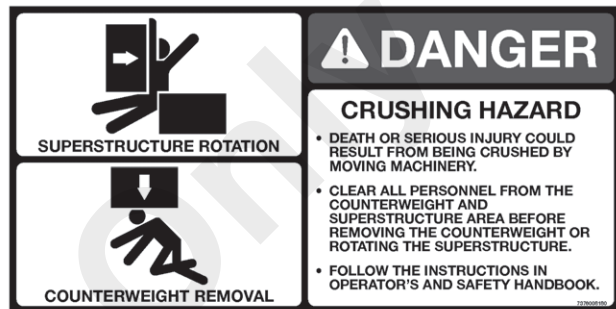 SUPERSTRUCTURE ROTATION
COUNTERWEIGHT REMOVAL
DANGER
CRUSHING HAZARD
• DEATH OR SERIOUS INJURY COULD
RESULT FROM BEING CRUSHED BY
MOVING MACHINERY.
• CLEAR ALL PERSONNEL FROM THE
COUNTERWEIGHT AND
SUPERSTRUCTURE AREA BEFORE
REMOVING THE COUNTERWEIGHT OR
ROTATING THE SUPERSTRUCTURE.
• FOLLOW THE INSTRUCTIONS IN
OPERATOR'S AND SAFETY HANDBOOK.
only